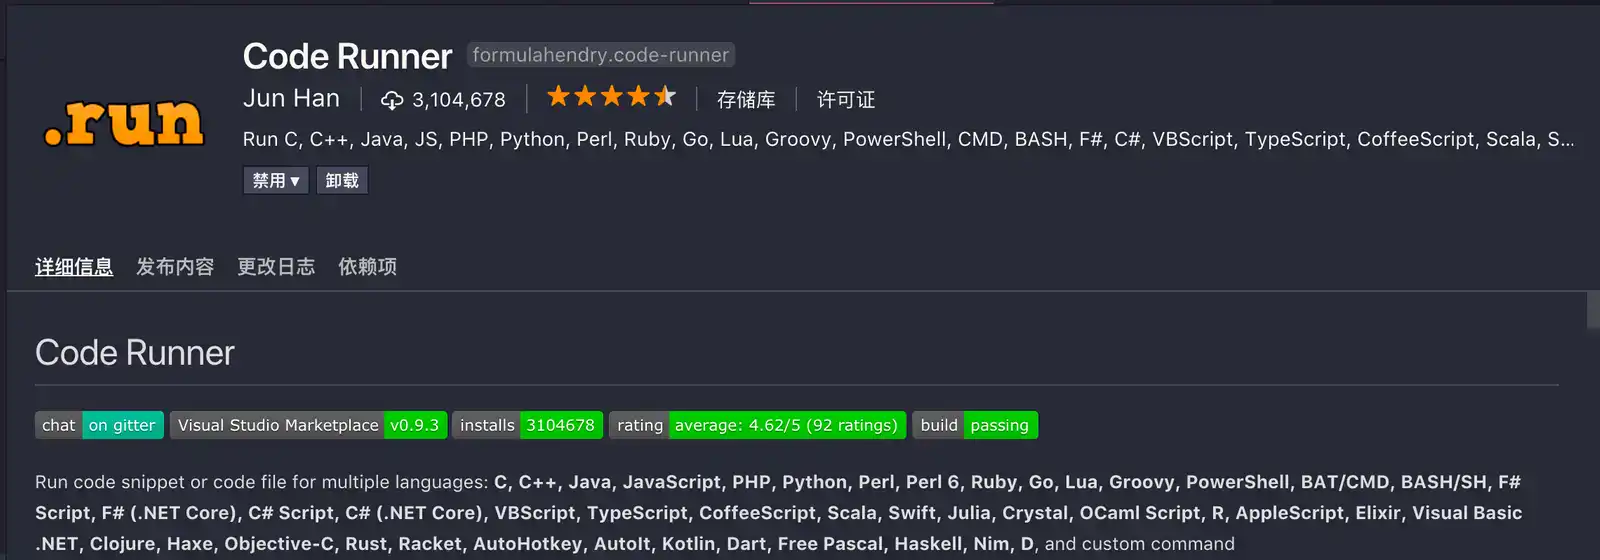 .run
Code Runner formulahendry.code-runner
Jun Han 3,104,678 存储库 许可证
Run C, C++, Java, JS, PHP, Python, Perl, Ruby, Go, Lua, Groovy, PowerShell, CMD, BASH, F#, C#, VBScript, TypeScript, CoffeeScript, Scala, S...
禁用▼ 卸载
详细信息 发布内容 更改日志 依赖项
Code Runner
chat on gitter Visual Studio Marketplace v0.9.3 installs 3104678 rating average: 4.62/5 (92 ratings) build passing
Run code snippet or code file for multiple languages: C, C++, Java, JavaScript, PHP, Python, Perl, Perl 6, Ruby, Go, Lua, Groovy, PowerShell, BAT/CMD, BASH/SH, F#
Script, F# (.NET Core), C# Script, C# (.NET Core), VBScript, TypeScript, CoffeeScript, Scala, Swift, Julia, Crystal, OCaml Script, R, AppleScript, Elixir, Visual Basic
.NET, Clojure, Haxe, Objective-C, Rust, Racket, AutoHotkey, AutoIt, Kotlin, Dart, Free Pascal, Haskell, Nim, D, and custom command